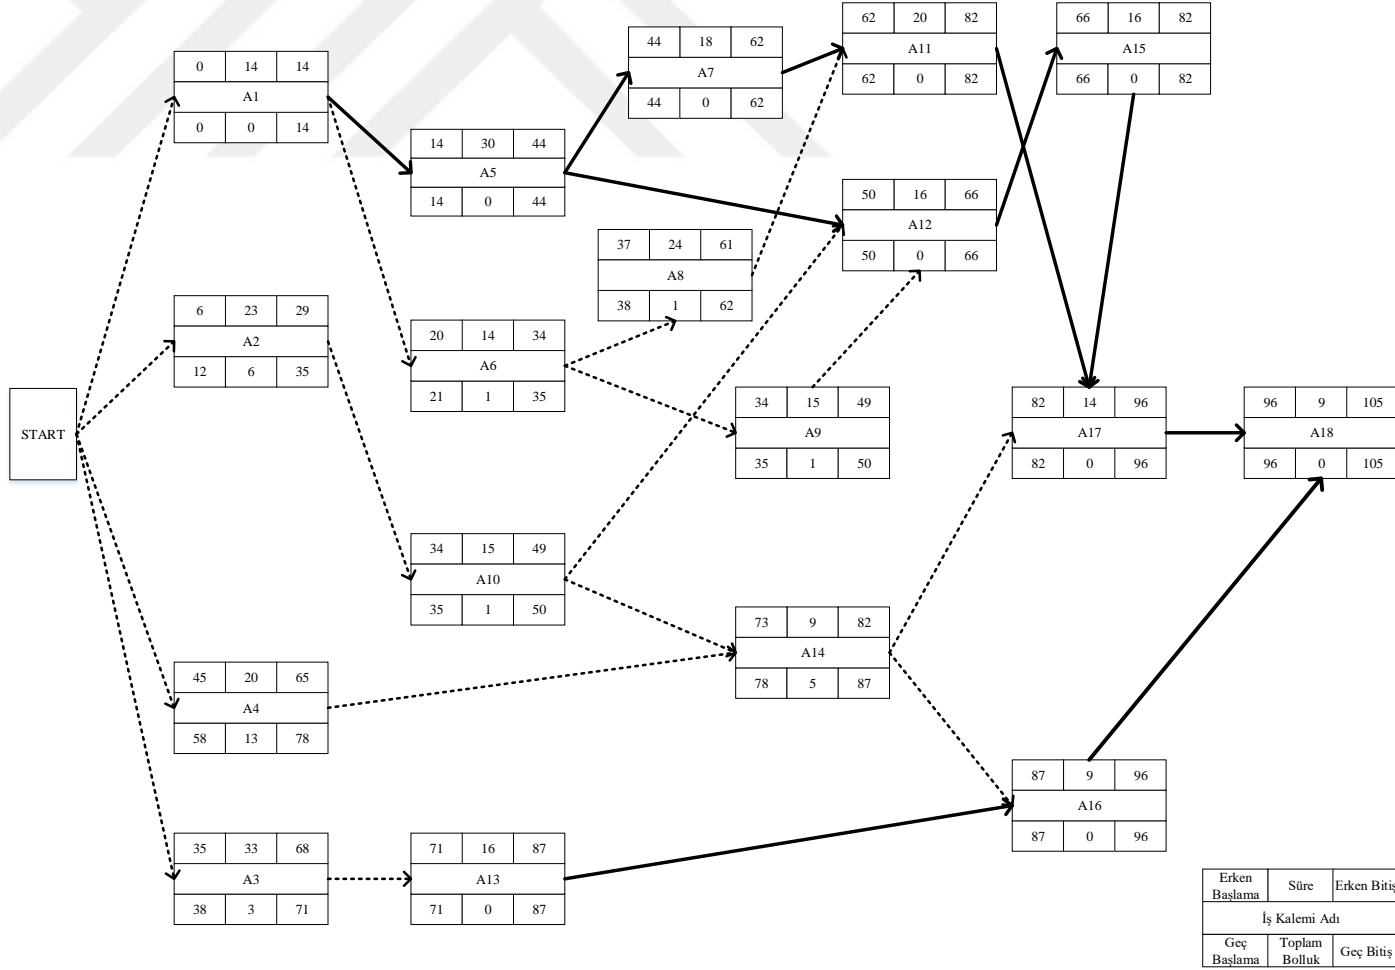 0 14 14
A1
0 0 14
14 30 44
A5
14 0 44
44 18 62
A7
44 0 62
62 20 82
A11
62 0 82
66 16 82
A15
66 0 82
50 16 66
A12
50 0 66
37 24 61
A8
38 1 62
6 23 29
A2
12 6 35
20 14 34
A6
21 1 35
START
34 15 49
A9
35 1 50
82 14 96
A17
82 0 96
96 9 105
A18
96 0 105
34 15 49
A10
35 1 50
73 9 82
A14
78 5 87
45 20 65
A4
58 13 78
87 9 96
A16
87 0 96
35 33 68
A3
38 3 71
71 16 87
A13
71 0 87
Erken
Başlama
Süre
Erken Bitiş
İş Kalemi Adı
Geç
Başlama
Toplam
Bolluk
Geç Bitiş